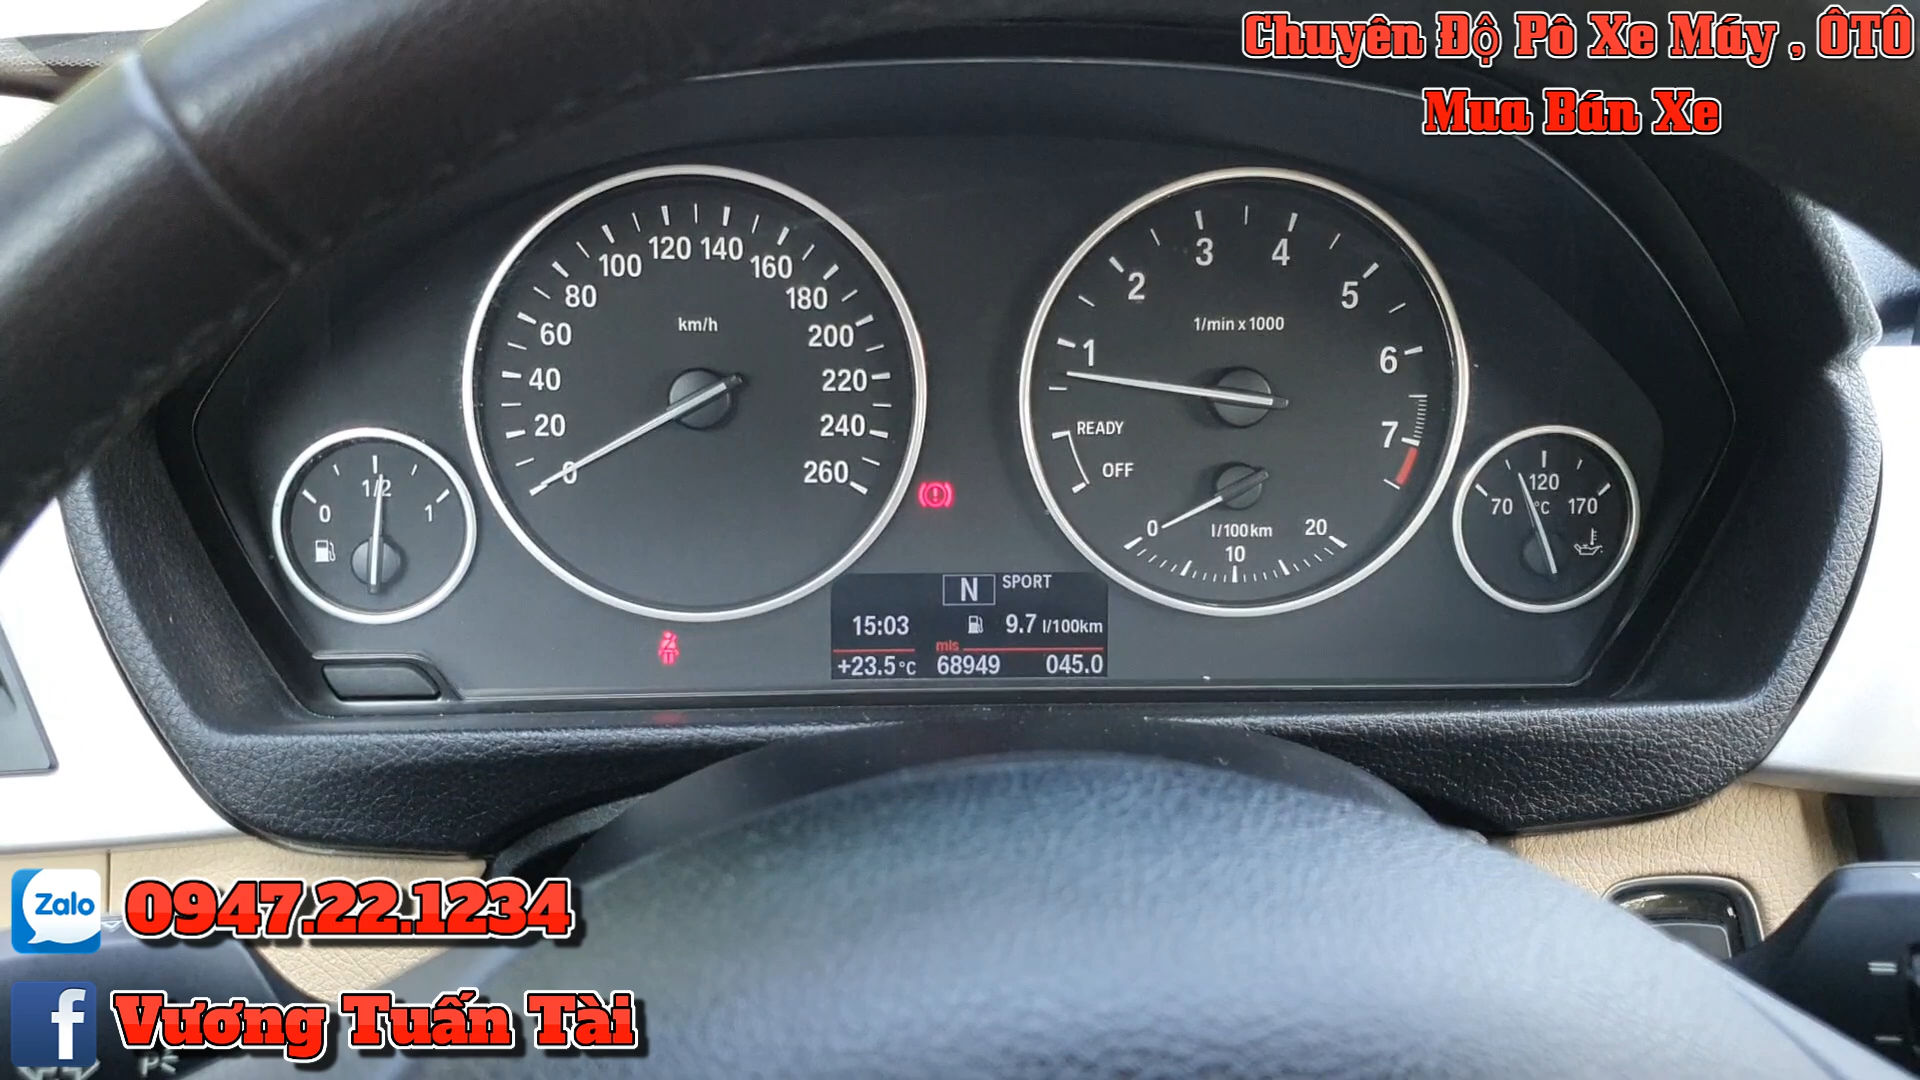 Chuyên Độ Pô Xe Máy , ÔTÔ
Mua Bán Xe
0 20 40 60 80 100 120 140 160 180 200 220 240 260
km/h
1 2 3 4 5 6 7
1/min x 1000
READY
OFF
0 10 20
l/100km
0 1/2 1
70 120 170
°C
N SPORT
15:03 9.7 l/100km
mls
+23.5°C 68949 045.0
Zalo 0947.22.1234
f Vương Tuấn Tài